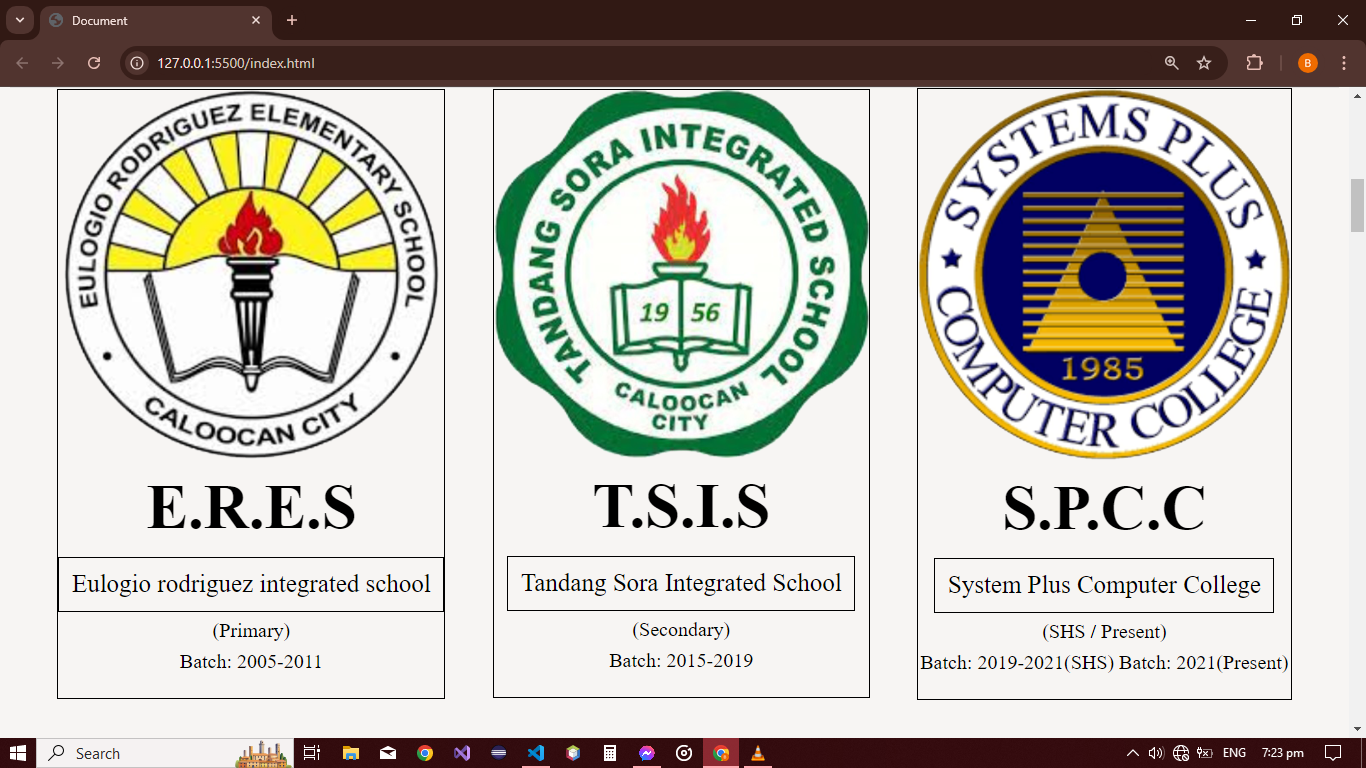 Document
127.0.0.1:5500/index.html
B
EULOGIO RODRIGUEZ ELEMENTARY SCHOOL
CALOOCAN CITY
E.R.E.S
Eulogio rodriguez integrated school
(Primary)
Batch: 2005-2011
TANDANG SORA INTEGRATED SCHOOL
19 56
CALOOCAN
CITY
T.S.I.S
Tandang Sora Integrated School
(Secondary)
Batch: 2015-2019
SYSTEMS PLUS
COMPUTER COLLEGE
1985
S.P.C.C
System Plus Computer College
(SHS / Present)
Batch: 2019-2021(SHS) Batch: 2021(Present)
Search
ENG
7:23 pm